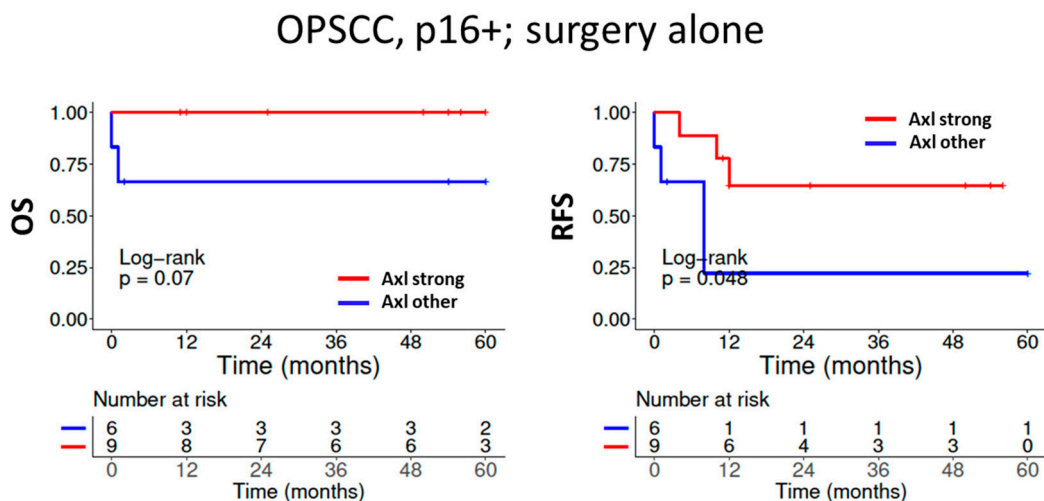 OPSCC, p16+; surgery alone
OS
1.00
0.75
0.50
0.25
0.00
Log-rank
p = 0.07
Axl strong
Axl other
0 12 24 36 48 60
Time (months)
Number at risk
6 3 3 3 3 2
9 8 7 6 6 3
0 12 24 36 48 60
Time (months)
RFS
1.00
0.75
0.50
0.25
0.00
Axl strong
Axl other
Log-rank
p = 0.048
0 12 24 36 48 60
Time (months)
Number at risk
6 1 1 1 1 1
9 6 4 3 3 0
0 12 24 36 48 60
Time (months)